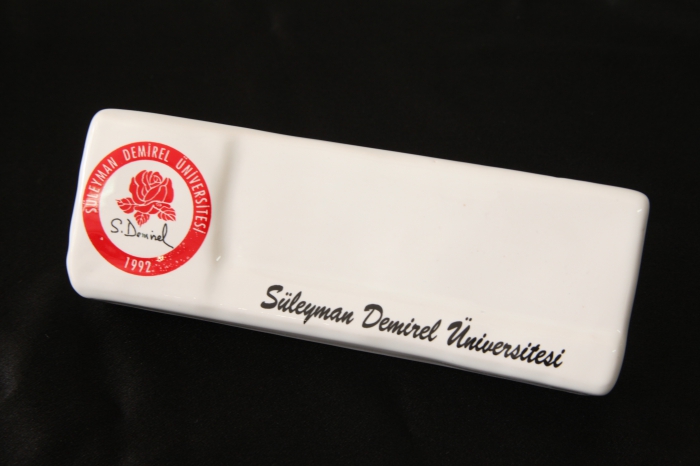 SÜLEYMAN DEMİREL ÜNİVERSİTESİ
S. Demirel
1992
Süleyman Demirel Üniversitesi